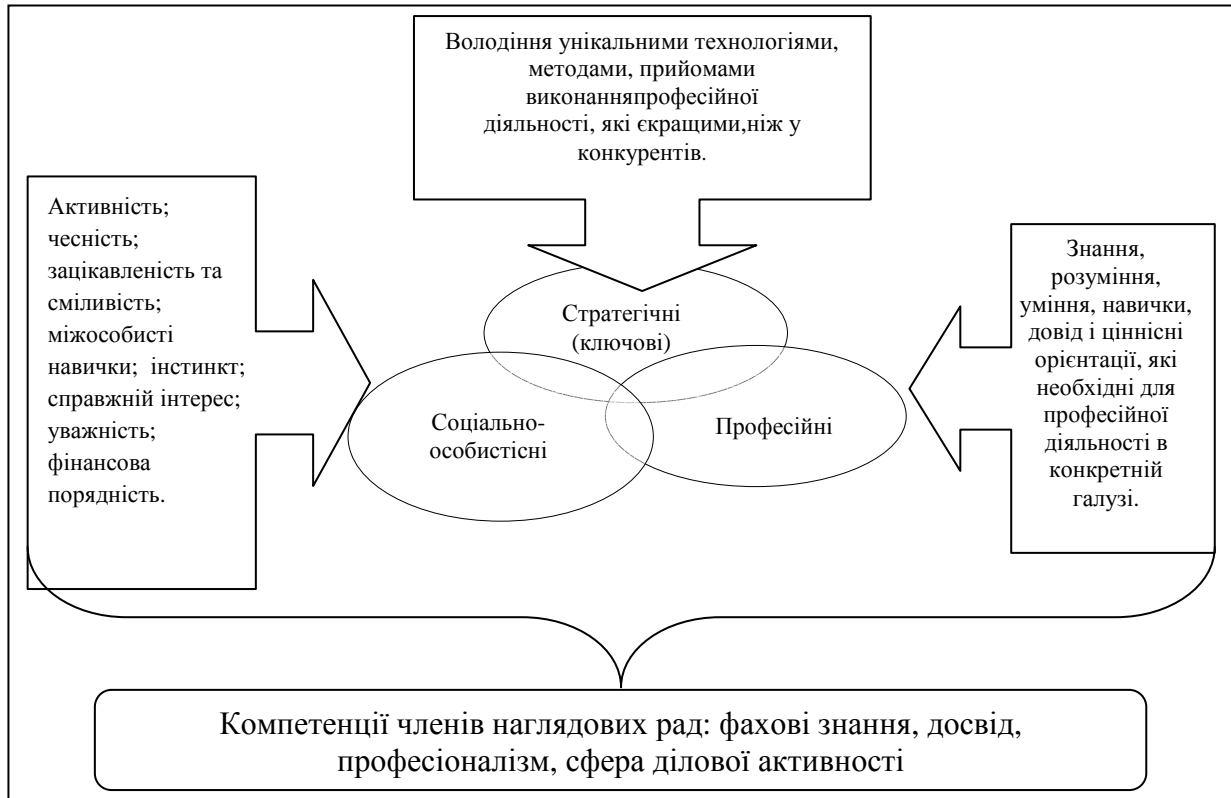 Володіння унікальними технологіями,
методами, прийомами
виконанняпрофесійної
діяльності, які єкращими,ніж у
конкурентів.
Активність;
чесність;
зацікавленість та
сміливість;
міжособисті
навички; інстинкт;
справжній інтерес;
уважність;
фінансова
порядність.
Стратегічні
(ключові)
Соціально-
особистісні
Професійні
Знання,
розуміння,
уміння, навички,
довід і ціннісні
орієнтації, які
необхідні для
професійної
діяльності в
конкретній
галузі.
Компетенції членів наглядових рад: фахові знання, досвід,
професіоналізм, сфера ділової активності